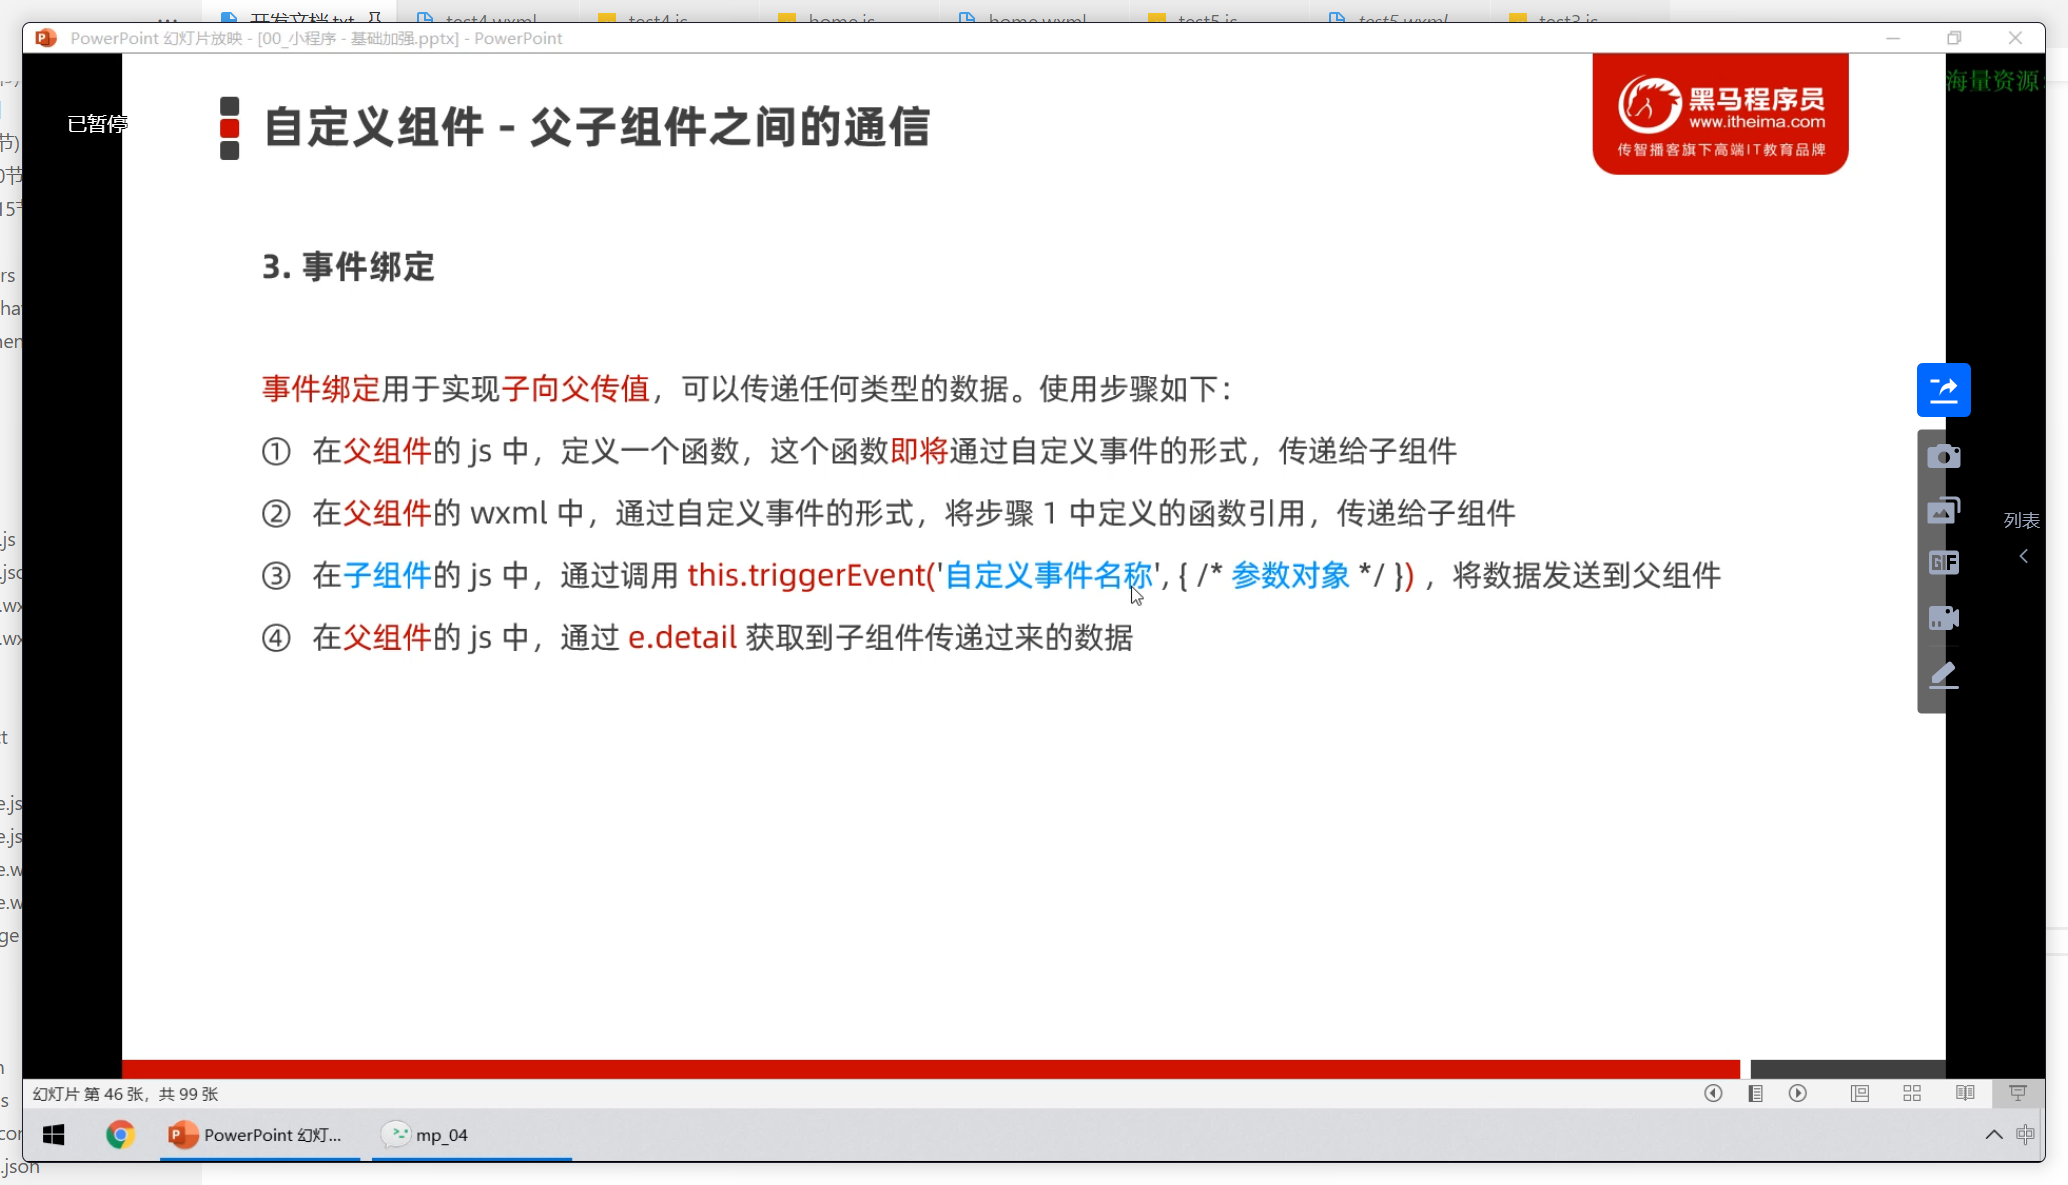 PowerPoint 幻灯片放映 - [00_小程序 - 基础加强.pptx] - PowerPoint
已暂停
海量资源
自定义组件 - 父子组件之间的通信
黑马程序员
www.itheima.com
传智播客旗下高端IT教育品牌
3. 事件绑定
事件绑定用于实现子向父传值，可以传递任何类型的数据。使用步骤如下：
① 在父组件的 js 中，定义一个函数，这个函数即将通过自定义事件的形式，传递给子组件
② 在父组件的 wxml 中，通过自定义事件的形式，将步骤 1 中定义的函数引用，传递给子组件
③ 在子组件的 js 中，通过调用 this.triggerEvent('自定义事件名称', { /* 参数对象 */ }) ，将数据发送到父组件
④ 在父组件的 js 中，通过 e.detail 获取到子组件传递过来的数据
GIF
列表
幻灯片 第 46 张，共 99 张
PowerPoint 幻灯...
mp_04
中
.json